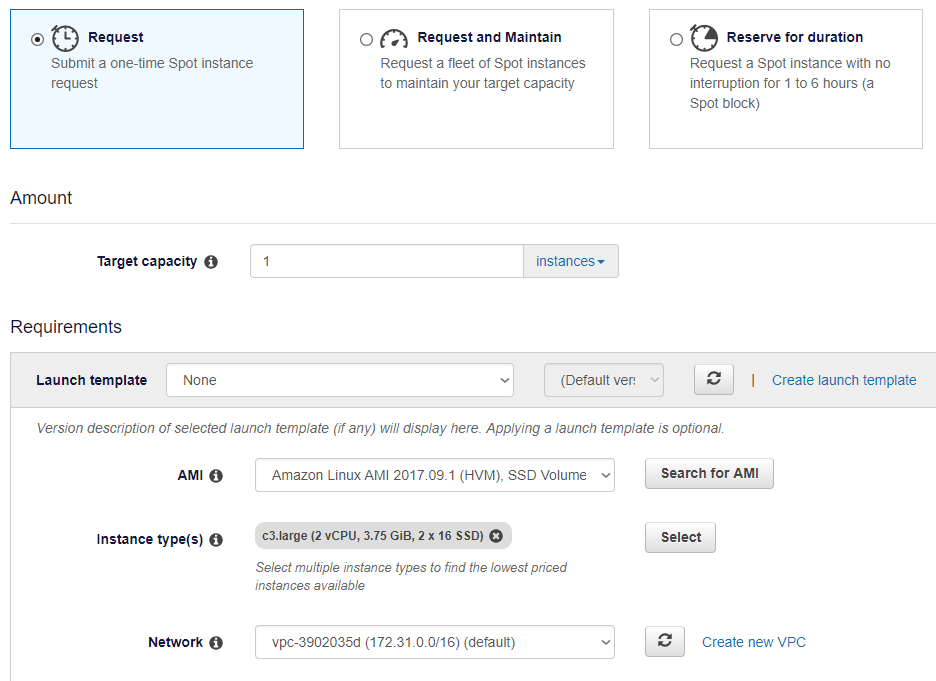 Request
Submit a one-time Spot instance
request
Request and Maintain
Request a fleet of Spot instances
to maintain your target capacity
Reserve for duration
Request a Spot instance with no
interruption for 1 to 6 hours (a
Spot block)
Amount
Target capacity 1 instances
Requirements
Launch template None (Default ver | Create launch template
Version description of selected launch template (if any) will display here. Applying a launch template is optional.
AMI Amazon Linux AMI 2017.09.1 (HVM), SSD Volume Search for AMI
Instance type(s) c3.large (2 vCPU, 3.75 GiB, 2 x 16 SSD) Select
Select multiple instance types to find the lowest priced
instances available
Network vpc-3902035d (172.31.0.0/16) (default) Create new VPC